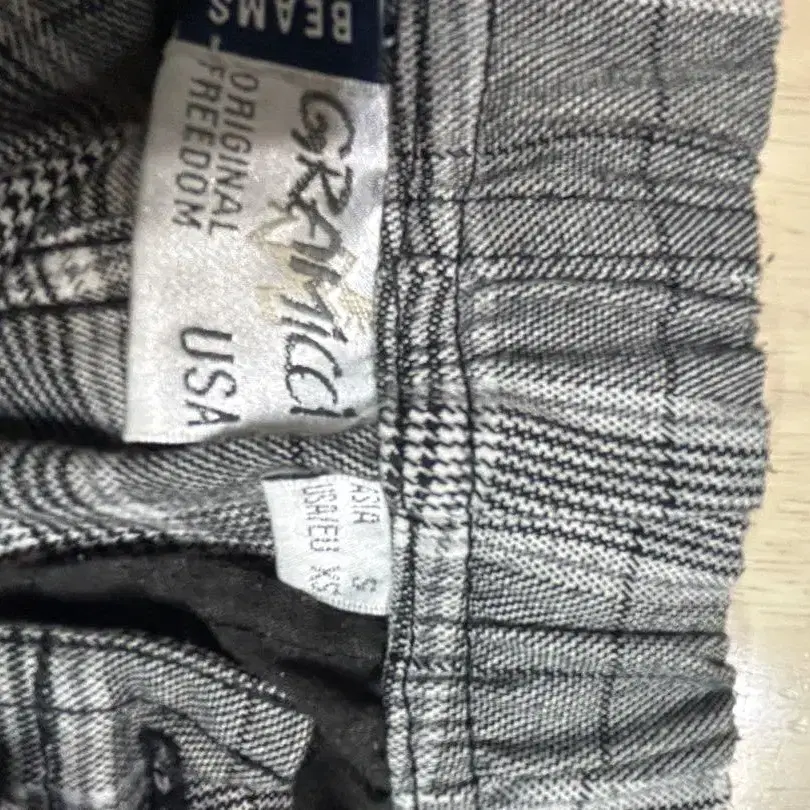 BEAMS
GRAMICCI
ORIGINAL
FREEDOM
USA
ASIA S
USA/EU XS